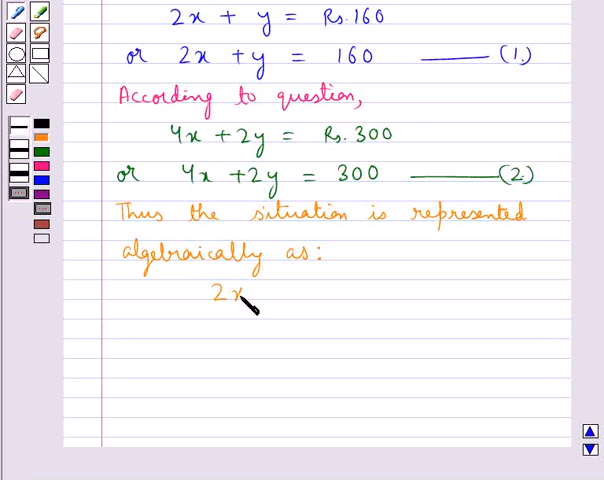 2x + y = Rs.160
or 2x + y = 160 —— (1.)
According to question,
4x + 2y = Rs. 300
or 4x + 2y = 300 —— (2.)
Thus the situation is represented
algebraically as:
2x